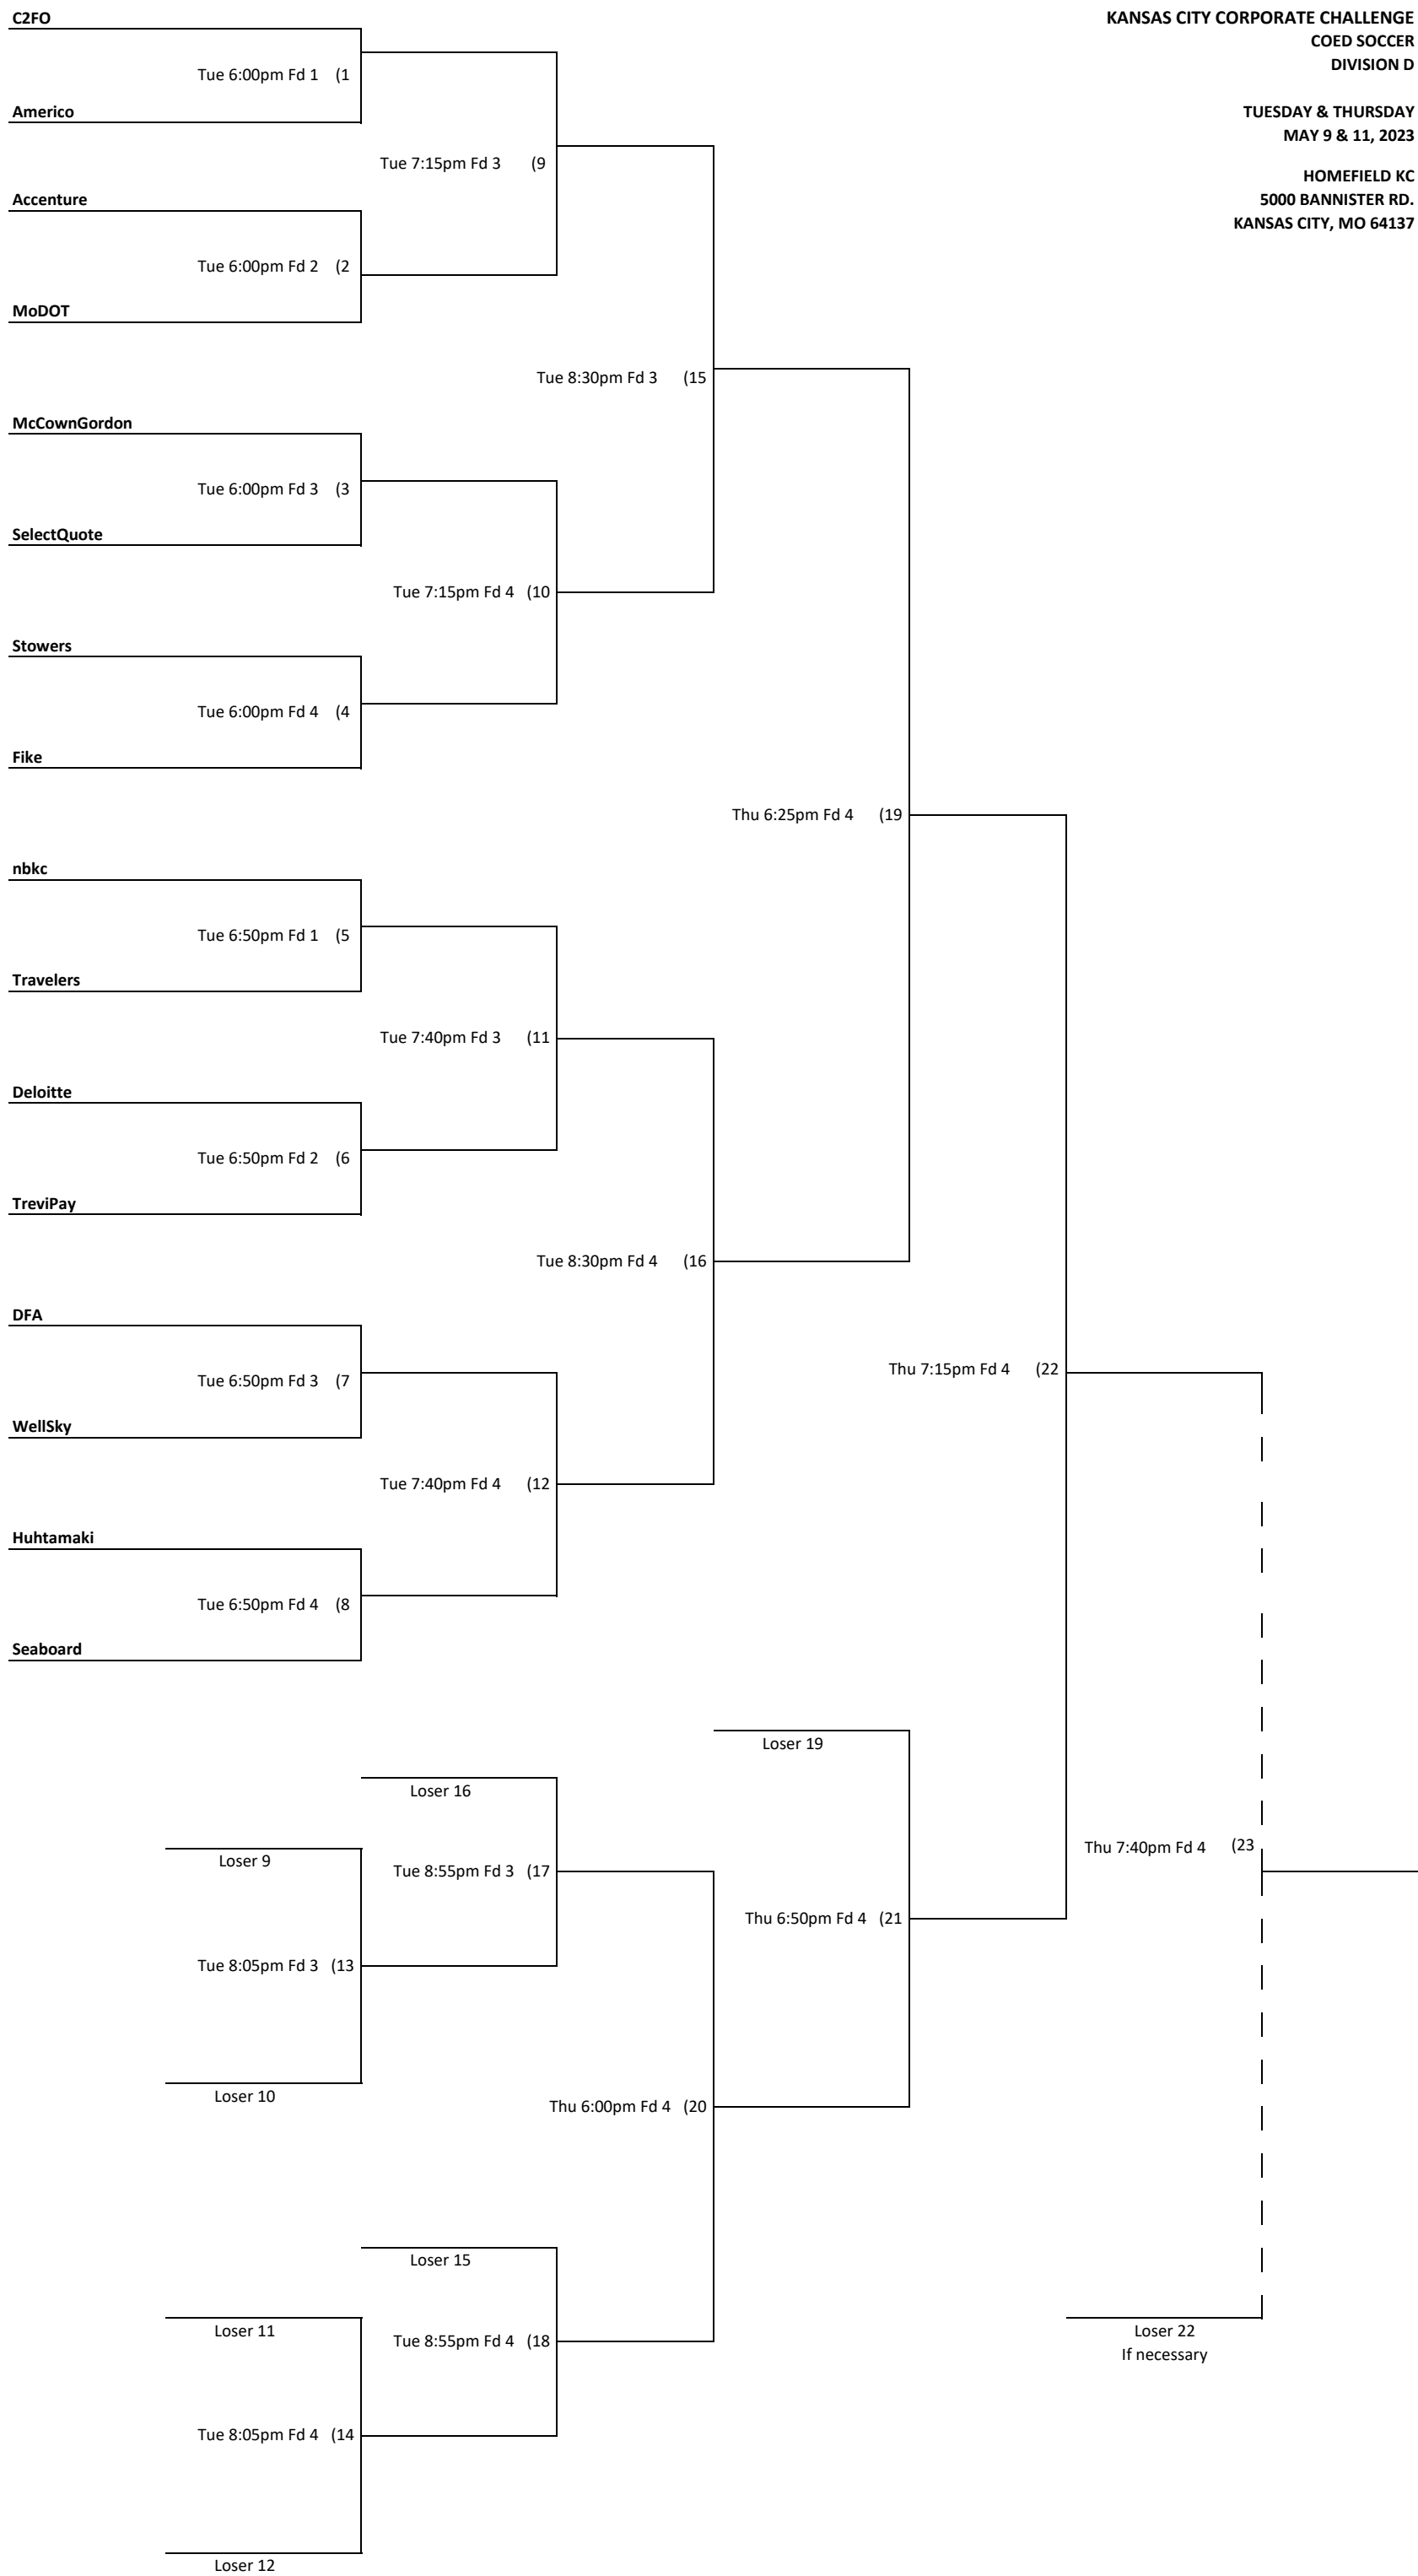 C2FO
KANSAS CITY CORPORATE CHALLENGE
COED SOCCER
DIVISION D
Tue 6:00pm Fd 1 (1
Americo
TUESDAY & THURSDAY
MAY 9 & 11, 2023
Tue 7:15pm Fd 3 (9
HOMEFIELD KC
5000 BANNISTER RD.
KANSAS CITY, MO 64137
Accenture
Tue 6:00pm Fd 2 (2
MoDOT
Tue 8:30pm Fd 3 (15
McCownGordon
Tue 6:00pm Fd 3 (3
SelectQuote
Tue 7:15pm Fd 4 (10
Stowers
Tue 6:00pm Fd 4 (4
Fike
Thu 6:25pm Fd 4 (19
nbkc
Tue 6:50pm Fd 1 (5
Travelers
Tue 7:40pm Fd 3 (11
Deloitte
Tue 6:50pm Fd 2 (6
TreviPay
Tue 8:30pm Fd 4 (16
DFA
Tue 6:50pm Fd 3 (7
Thu 7:15pm Fd 4 (22
WellSky
Tue 7:40pm Fd 4 (12
Huhtamaki
Tue 6:50pm Fd 4 (8
Seaboard
Loser 19
Loser 16
Loser 9
Thu 7:40pm Fd 4 (23
Tue 8:55pm Fd 3 (17
Thu 6:50pm Fd 4 (21
Tue 8:05pm Fd 3 (13
Loser 10
Thu 6:00pm Fd 4 (20
Loser 15
Loser 11
Loser 22
Tue 8:55pm Fd 4 (18
If necessary
Tue 8:05pm Fd 4 (14
Loser 12